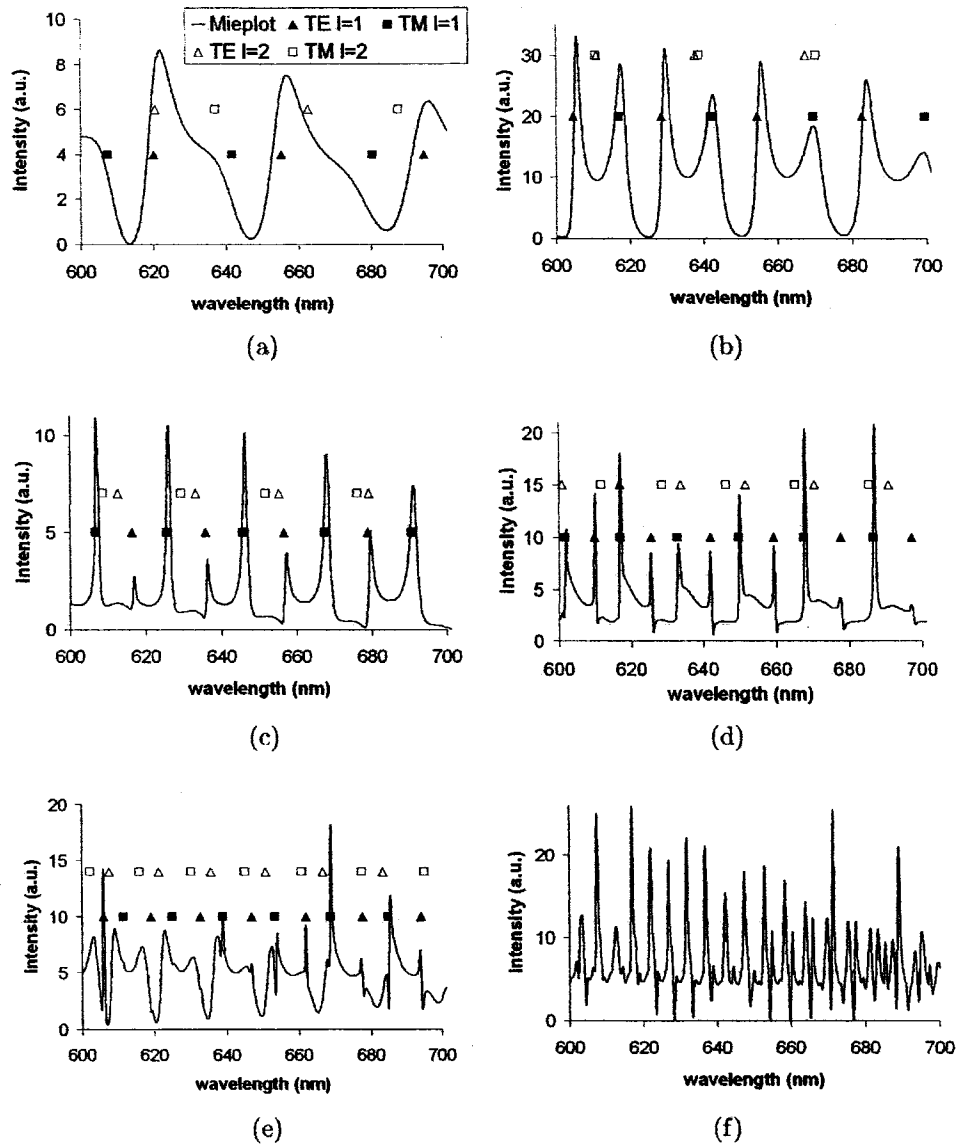 Mieplot TE l=1 TM l=1
TE l=2 TM l=2
Intensity (a.u.)
10
8
6
4
2
0
600 620 640 660 680 700
wavelength (nm)
(a)
Intensity (a.u.)
30
20
10
0
600 620 640 660 680 700
wavelength (nm)
(b)
Intensity (a.u.)
10
5
0
600 620 640 660 680 700
wavelength (nm)
(c)
Intensity (a.u.)
20
15
10
5
0
600 620 640 660 680 700
wavelength (nm)
(d)
Intensity (a.u.)
20
15
10
5
0
600 620 640 660 680 700
wavelength (nm)
(e)
Intensity (a.u.)
20
10
0
600 620 640 660 680 700
wavelength (nm)
(f)